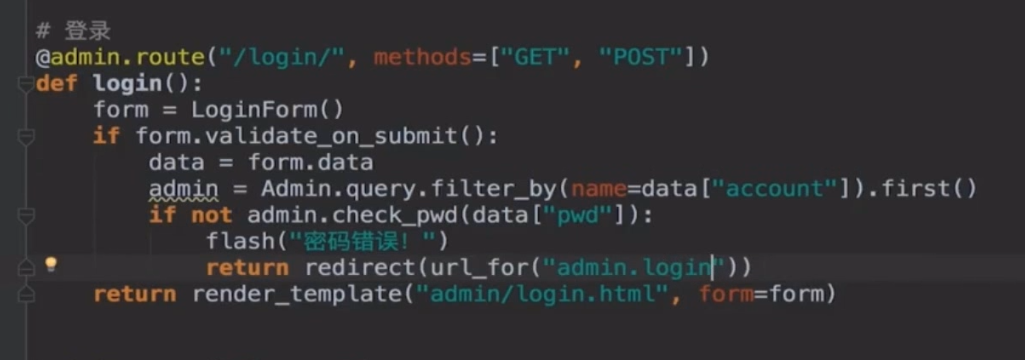 # 登录
@admin.route("/login/", methods=["GET", "POST"])
def login():
    form = LoginForm()
    if form.validate_on_submit():
        data = form.data
        admin = Admin.query.filter_by(name=data["account"]).first()
        if not admin.check_pwd(data["pwd"]):
            flash("密码错误！")
            return redirect(url_for("admin.login"))
    return render_template("admin/login.html", form=form)